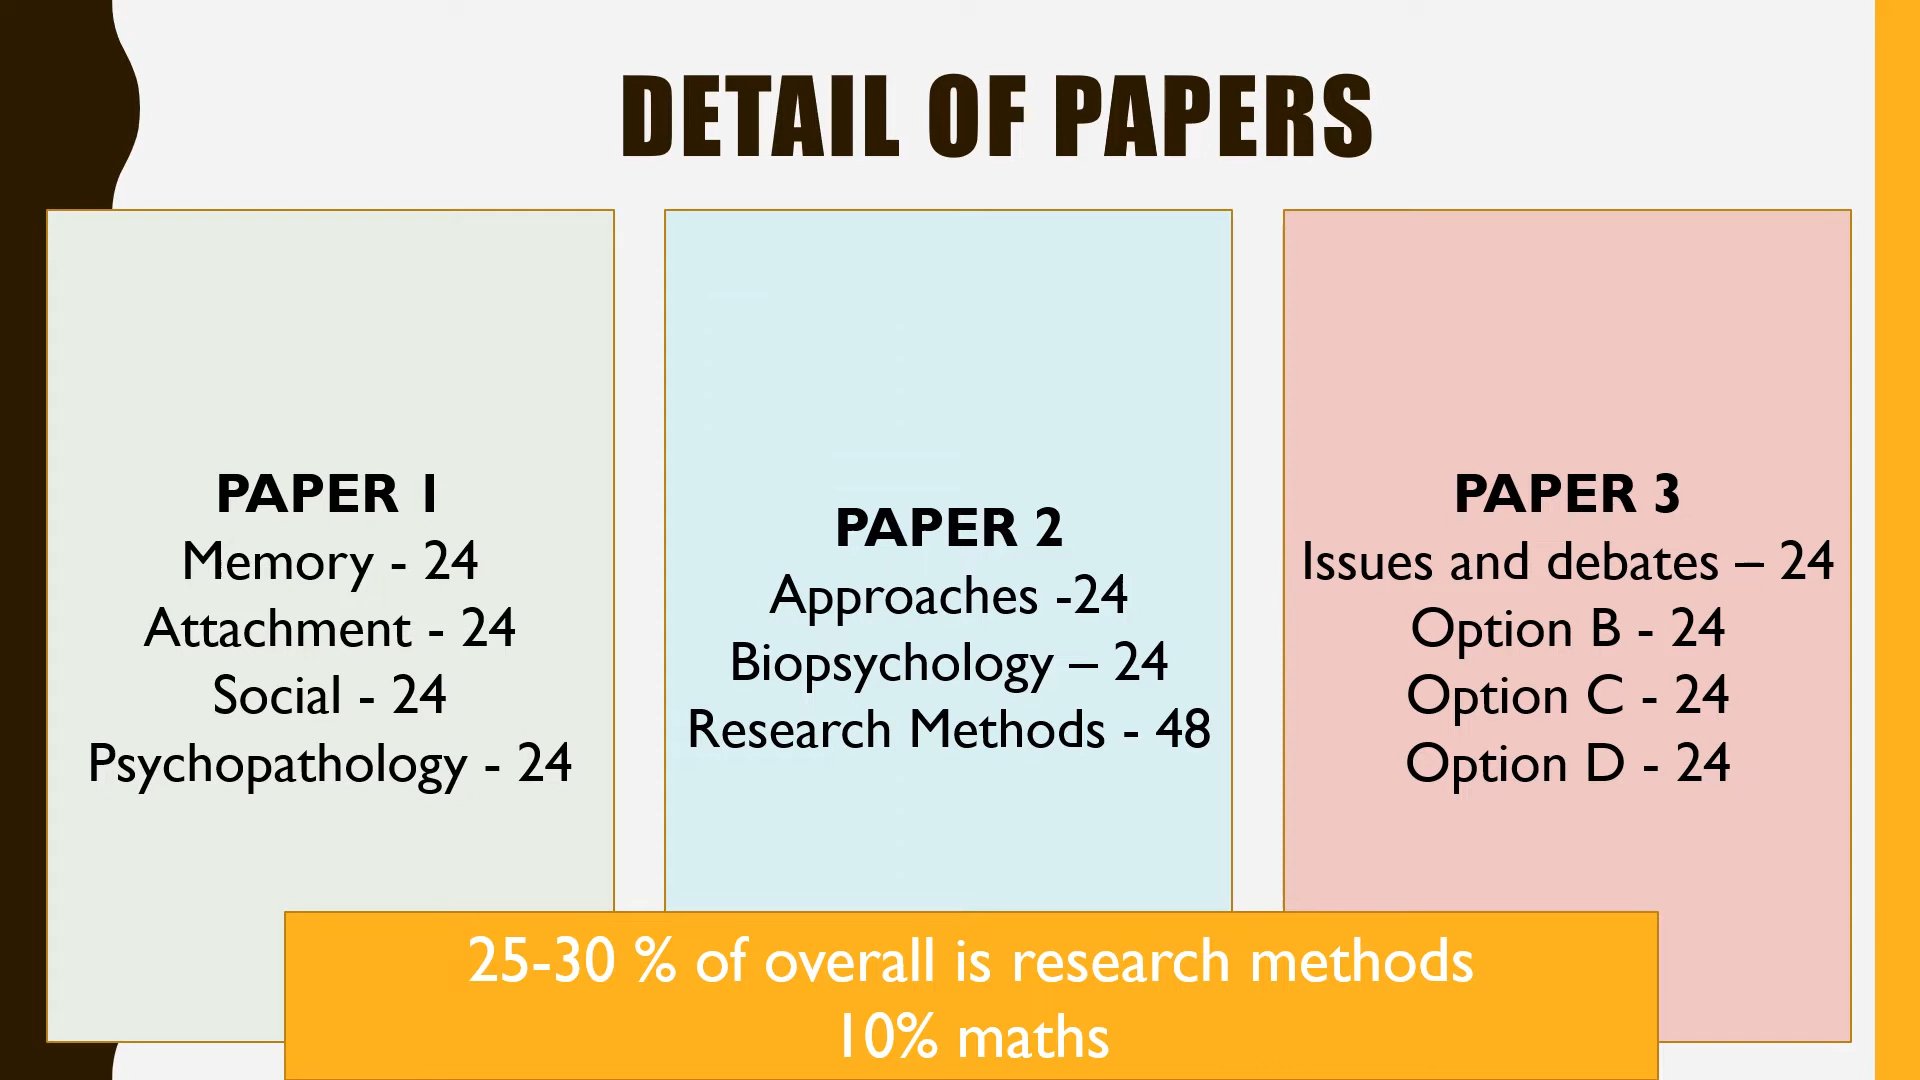 DETAIL OF PAPERS
PAPER 1
Memory - 24
Attachment - 24
Social - 24
Psychopathology - 24
PAPER 2
Approaches -24
Biopsychology – 24
Research Methods - 48
PAPER 3
Issues and debates – 24
Option B - 24
Option C - 24
Option D - 24
25-30 % of overall is research methods
10% maths